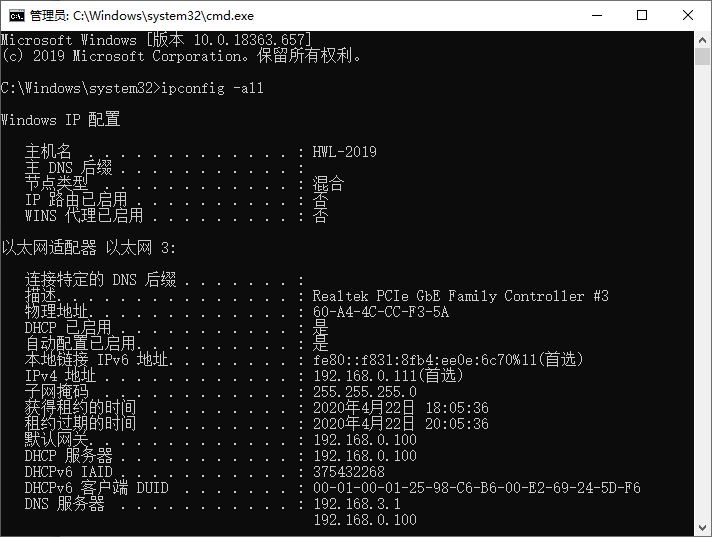 管理员: C:\Windows\system32\cmd.exe
Microsoft Windows [版本 10.0.18363.657]
(c) 2019 Microsoft Corporation。保留所有权利。
C:\Windows\system32>ipconfig -all
Windows IP 配置
主机名 . . . . . . . . . . . . . : HWL-2019
主 DNS 后缀 . . . . . . . . . . . :
节点类型 . . . . . . . . . . . . : 混合
IP 路由已启用 . . . . . . . . . . : 否
WINS 代理已启用 . . . . . . . . . : 否
以太网适配器 以太网 3:
连接特定的 DNS 后缀 . . . . . . . :
描述. . . . . . . . . . . . . . . : Realtek PCIe GbE Family Controller #3
物理地址. . . . . . . . . . . . . : 60-A4-4C-CC-F3-5A
DHCP 已启用 . . . . . . . . . . . : 是
自动配置已启用. . . . . . . . . . : 是
本地链接 IPv6 地址. . . . . . . . : fe80::f831:8fb4:ee0e:6c70%11(首选)
IPv4 地址 . . . . . . . . . . . . : 192.168.0.111(首选)
子网掩码 . . . . . . . . . . . . : 255.255.255.0
获得租约的时间 . . . . . . . . . : 2020年4月22日 18:05:36
租约过期的时间 . . . . . . . . . : 2020年4月22日 20:05:36
默认网关. . . . . . . . . . . . . : 192.168.0.100
DHCP 服务器 . . . . . . . . . . . : 192.168.0.100
DHCPv6 IAID . . . . . . . . . . . : 375432268
DHCPv6 客户端 DUID . . . . . . . : 00-01-00-01-25-98-C6-B6-00-E2-69-24-5D-F6
DNS 服务器 . . . . . . . . . . . : 192.168.3.1
192.168.0.100